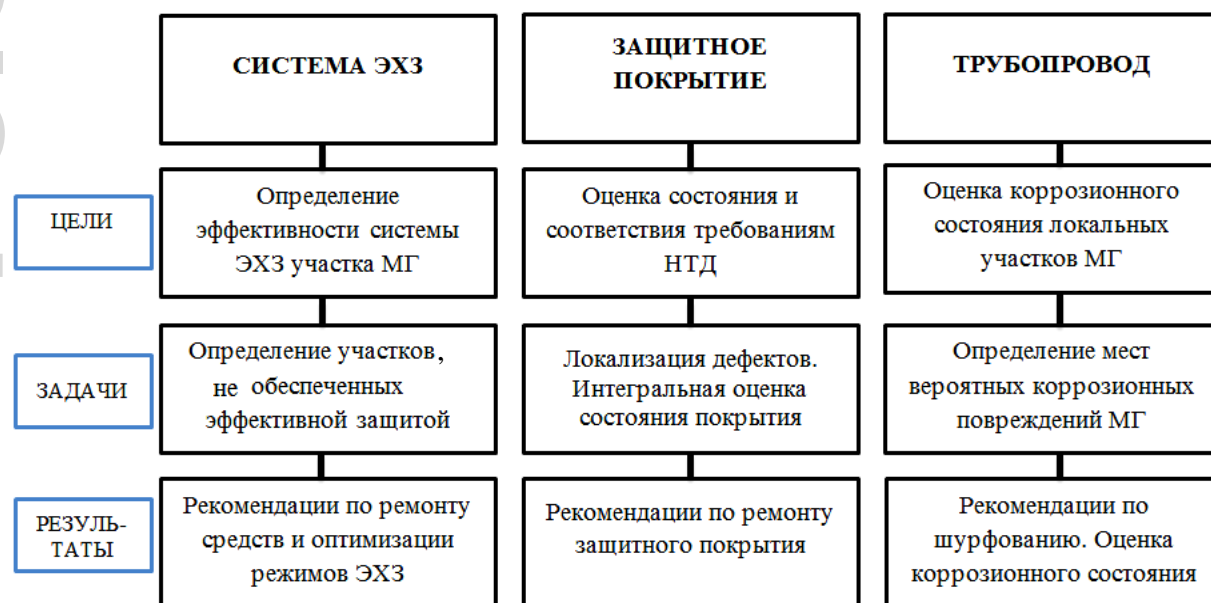 СИСТЕМА ЭХЗ
ЗАЩИТНОЕ
ПОКРЫТИЕ
ТРУБОПРОВОД
ЦЕЛИ
Определение
эффективности системы
ЭХЗ участка МГ
Оценка состояния и
соответствия требованиям
НТД
Оценка коррозионного
состояния локальных
участков МГ
ЗАДАЧИ
Определение участков,
не обеспеченных
эффективной защитой
Локализация дефектов.
Интегральная оценка
состояния покрытия
Определение мест
вероятных коррозионных
повреждений МГ
РЕЗУЛЬ-
ТАТЫ
Рекомендации по ремонту
средств и оптимизации
режимов ЭХЗ
Рекомендации по ремонту
защитного покрытия
Рекомендации по
шурфованию. Оценка
коррозионного состояния